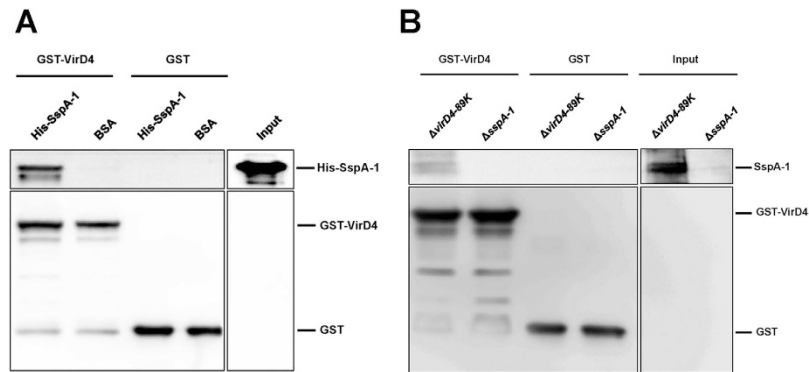 A
GST-VirD4 GST
His-SspA-1 BSA His-SspA-1 BSA Input
His-SspA-1
GST-VirD4
GST
B
GST-VirD4 GST Input
ΔvirD4-89K ΔsspA-1 ΔvirD4-89K ΔsspA-1 ΔvirD4-89K ΔsspA-1
SspA-1
GST-VirD4
GST